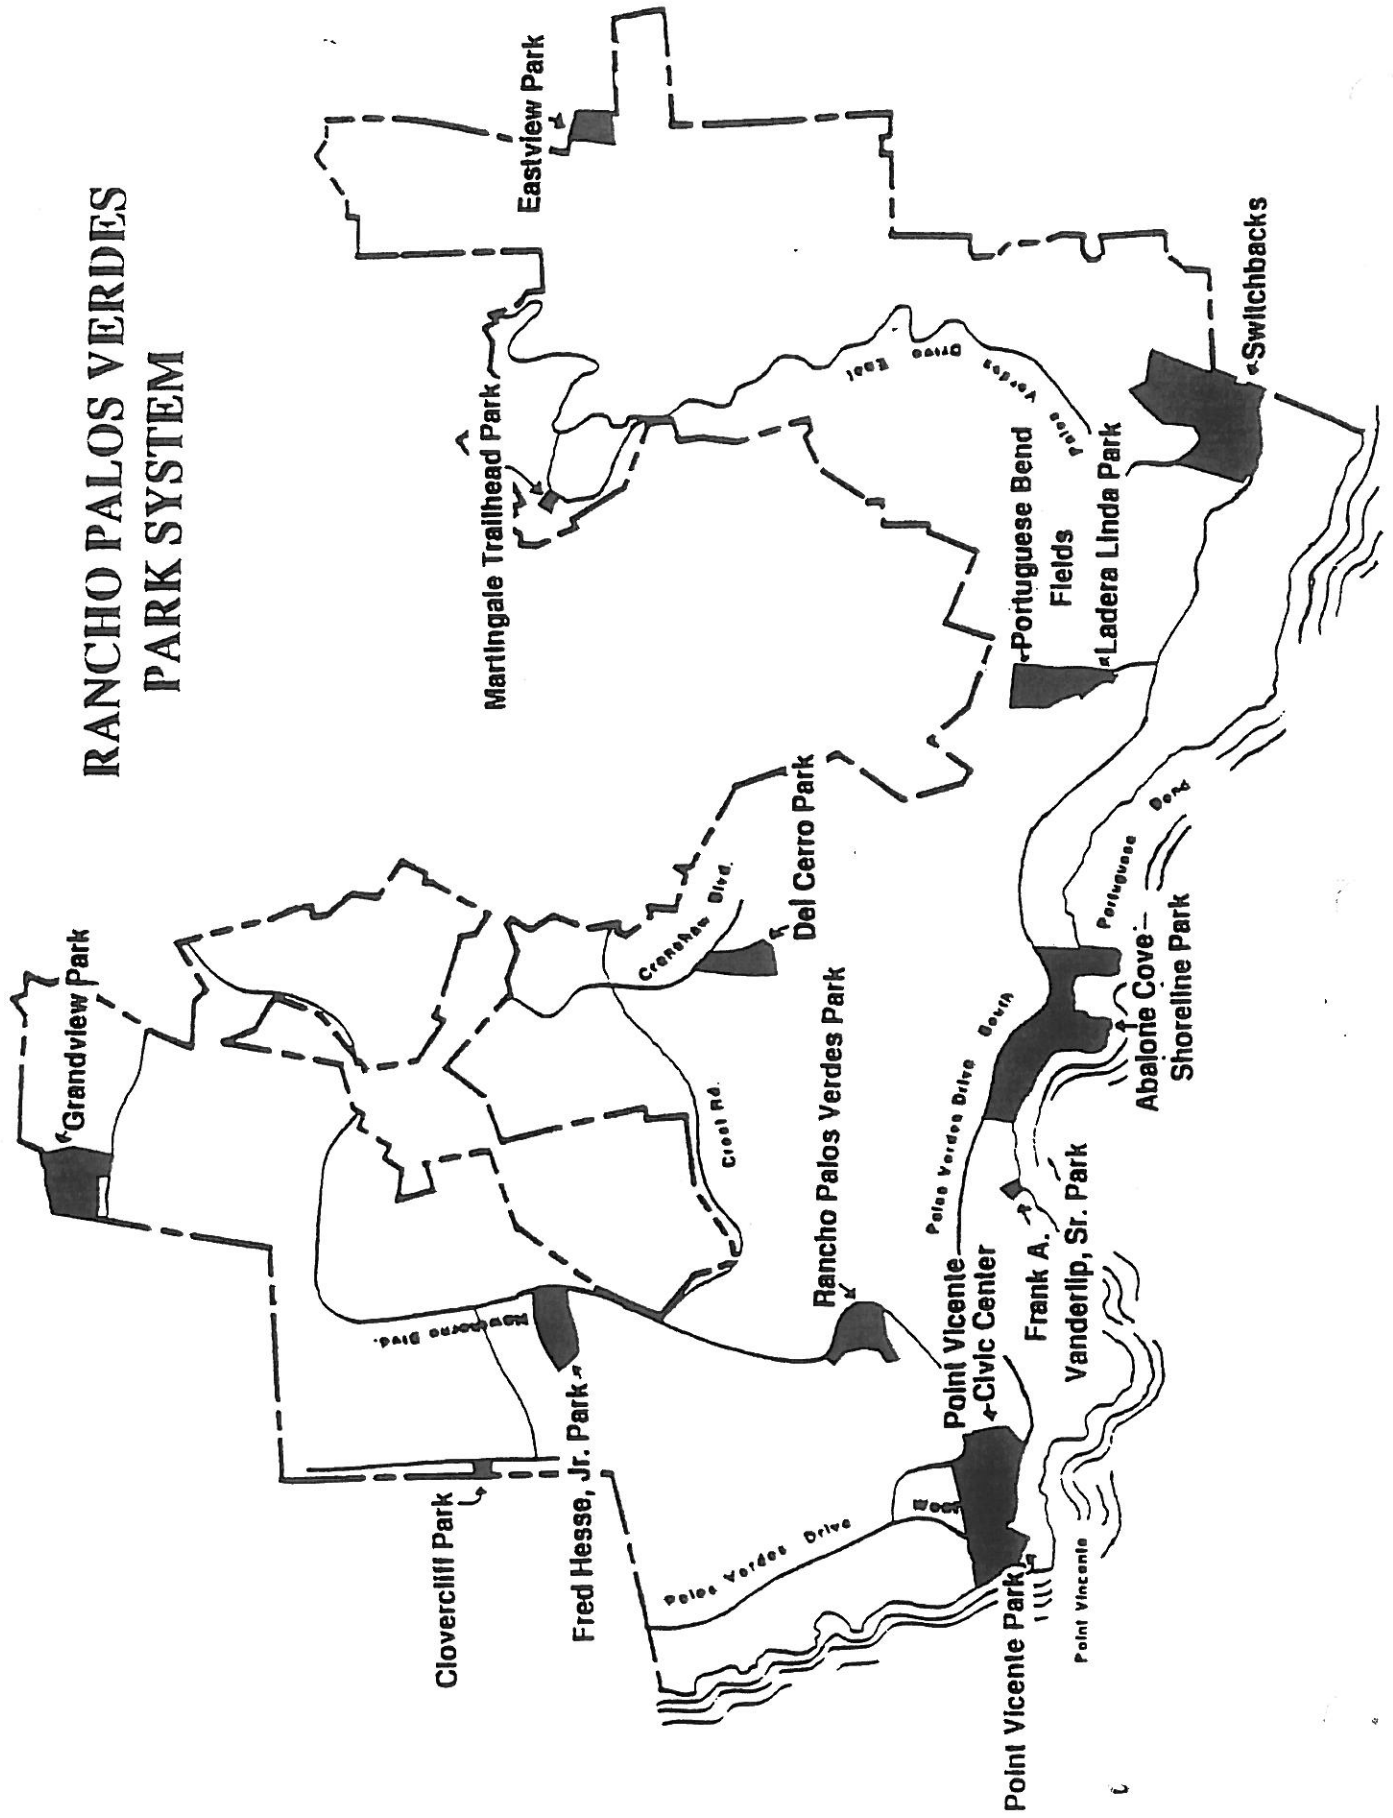 RANCHO PALOS VERDES
PARK SYSTEM
Grandview Park
Eastview Park
Clovercliff Park
Hawthorne Blvd.
Martingale Trailhead Park
Fred Hesse, Jr. Park
Crenshaw Blvd.
Crest Rd.
Del Cerro Park
Rancho Palos Verdes Park
Palos Verdes Drive
West
Palos Verdes Drive East
Point Vicente
Civic Center
Palos Verdes Drive South
Portuguese Bend
Fields
Ladera Linda Park
Switchbacks
Point Vicente Park
Point Vincente
Frank A.
Vanderlip, Sr. Park
Abalone Cove
Shoreline Park
Portuguese Bend